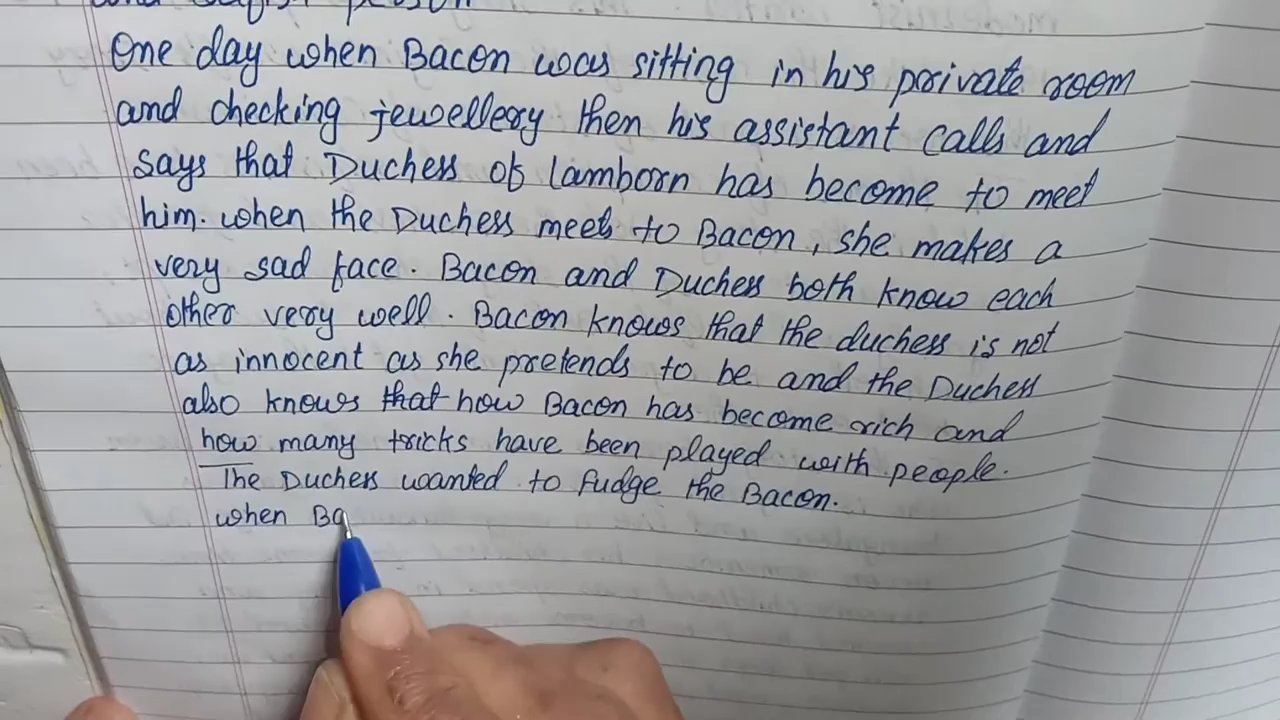 and selfish person
One day when Bacon was sitting in his private room
and checking jewellery then his assistant calls and
says that Duchess of lamborn has become to meet
him. when the Duchess meets to Bacon, she makes a
very sad face. Bacon and Duchess both know each
other very well. Bacon knows that the duchess is not
as innocent as she pretends to be and the Duchess
also knows that how Bacon has become rich and
how many tricks have been played with people.
The Duchess wanted to fudge the Bacon.
when Ba